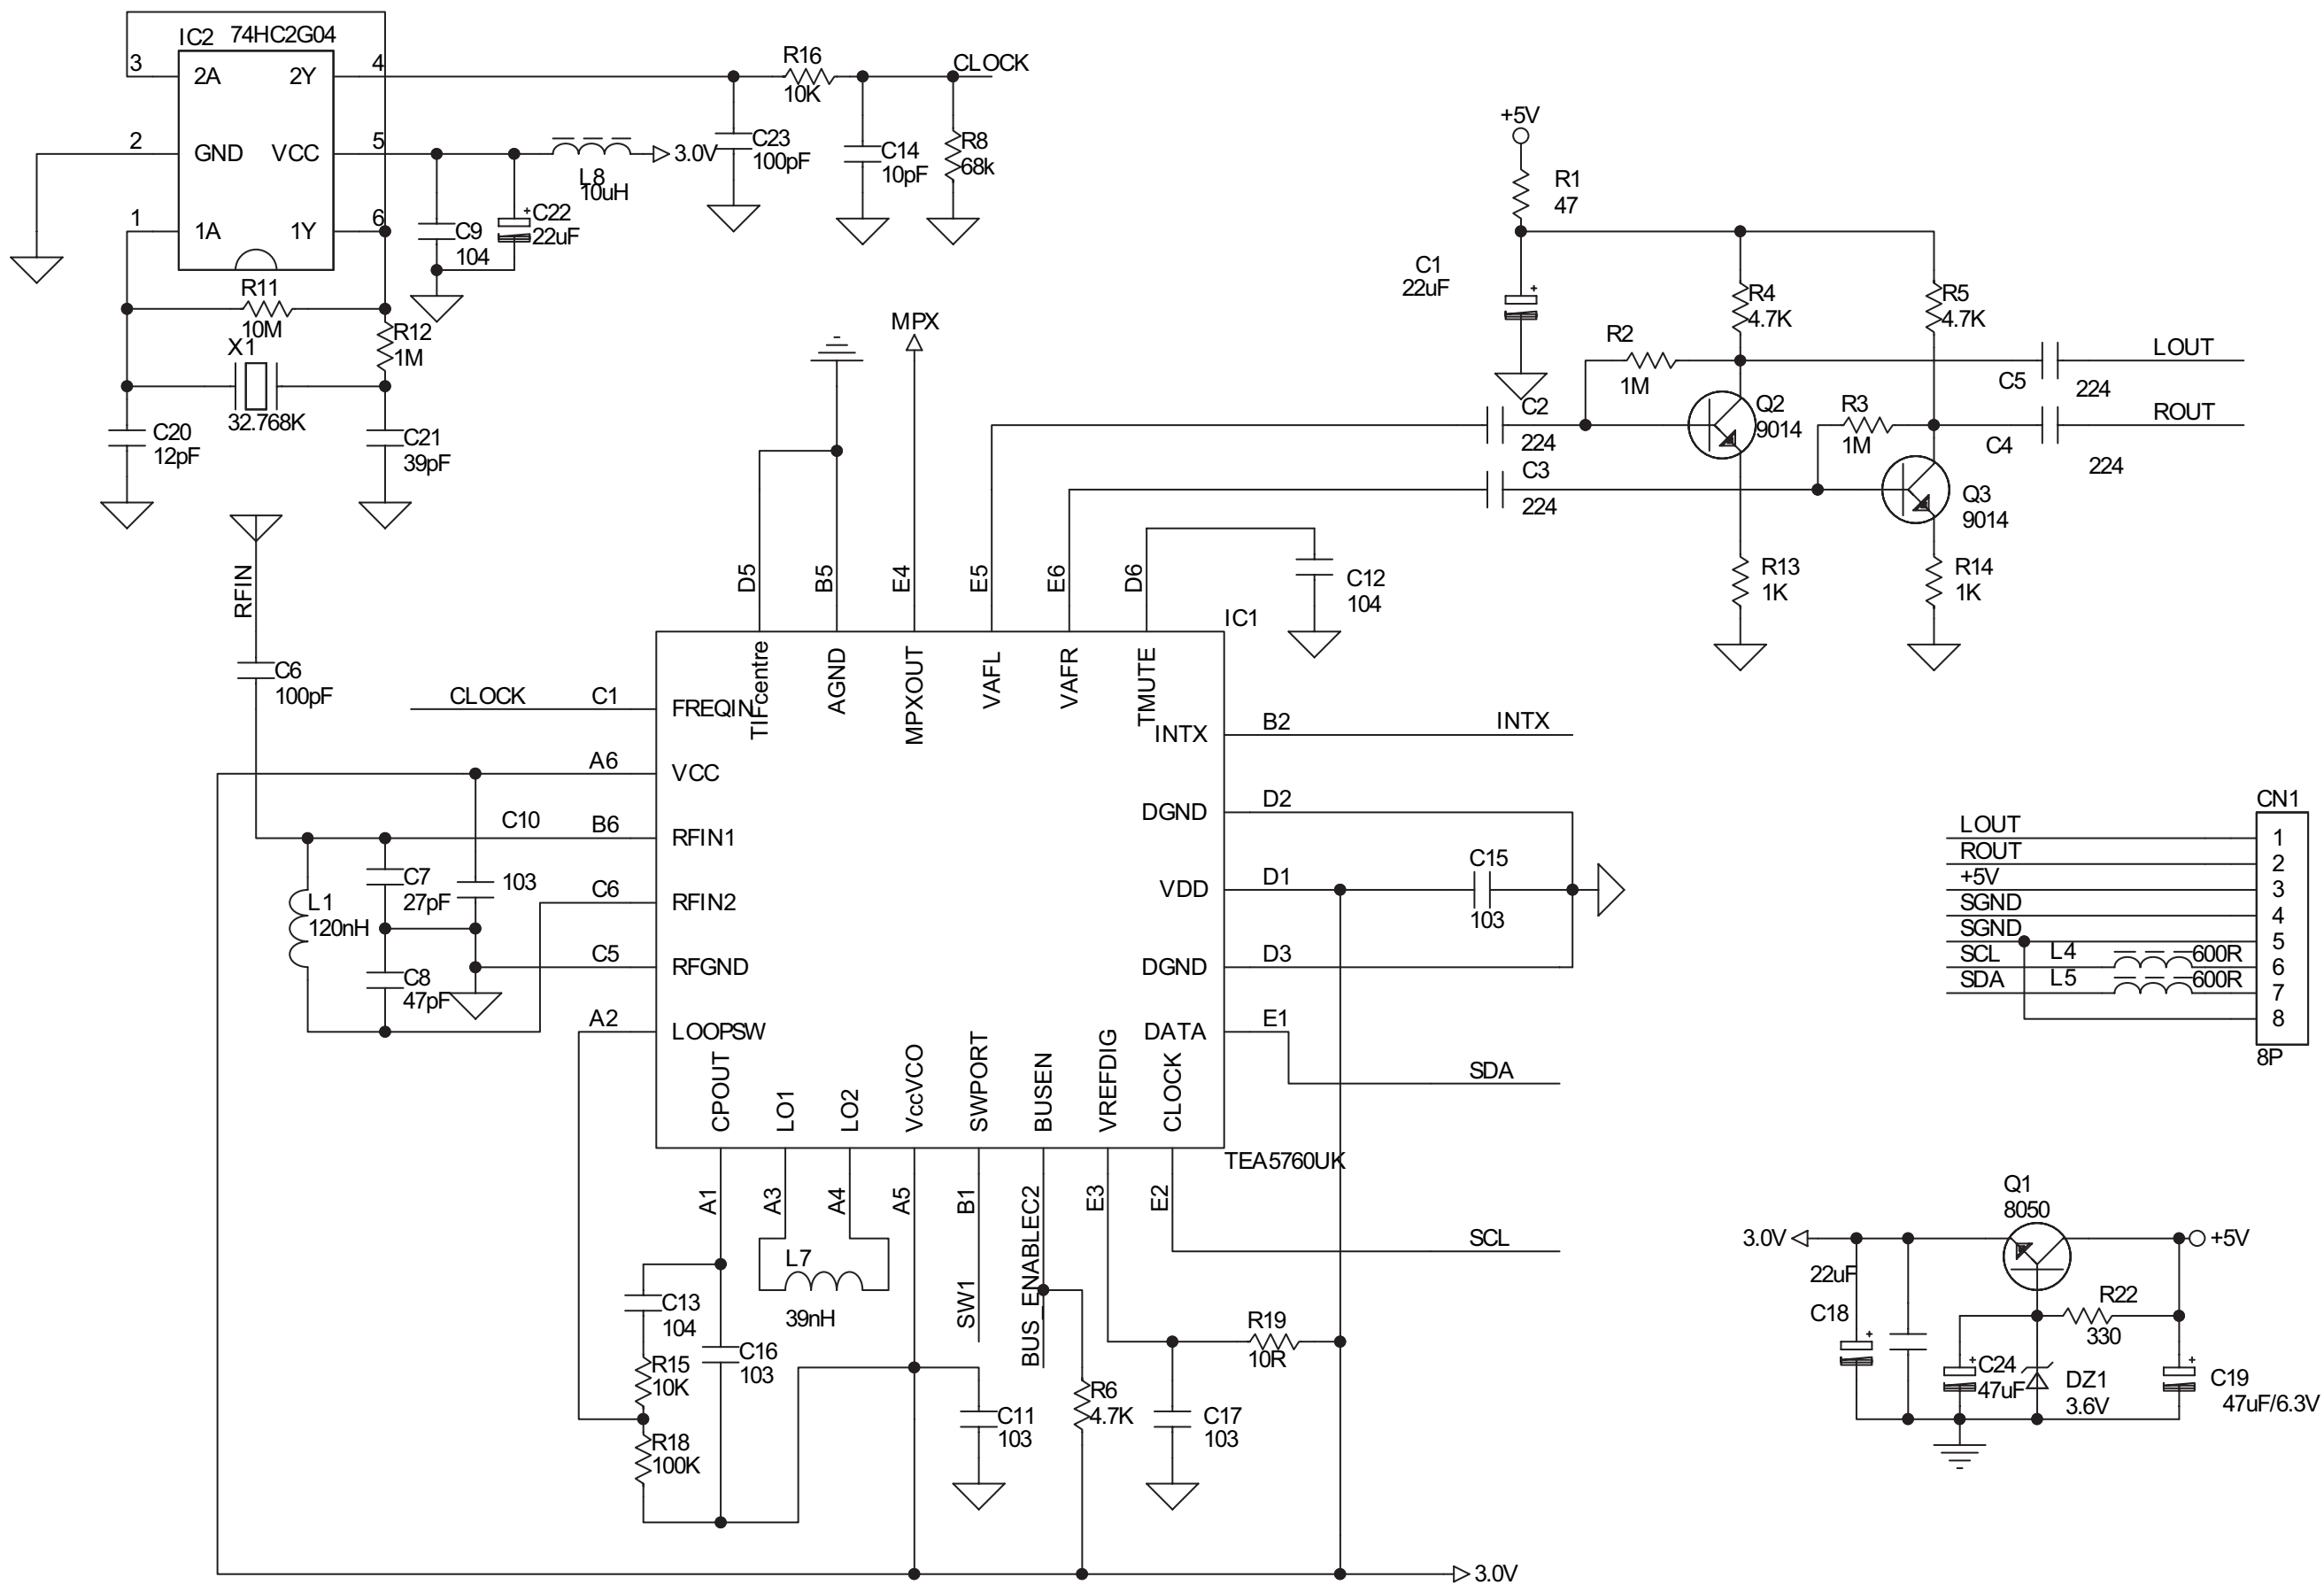 IC2 74HC2G04
3 2A 2Y 4
2 GND VCC 5
1 1A 1Y 6
R16
10K
CLOCK
C23
100pF
C14
10pF
R8
68k
3.0V
L8
10uH
C9
104
C22
22uF
R11
10M
X1
32.768K
R12
1M
C20
12pF
C21
39pF
+5V
R1
47
C1
22uF
R4
4.7K
R5
4.7K
R2
1M
LOUT
C5
224
Q2
9014
R3
1M
ROUT
C4
224
C2
224
C3
224
Q3
9014
R13
1K
R14
1K
MPX
RFIN
C6
100pF
D5
B5
E4
E5
E6
D6
C12
104
IC1
TIFcentre
AGND
MPXOUT
VAFL
VAFR
TMUTE
CLOCK C1 FREQIN
A6 VCC
C10 B6 RFIN1
C6 RFIN2
C5 RFGND
A2 LOOPSW
103
C7
27pF
L1
120nH
C8
47pF
INTX B2 INTX
DGND D2
VDD D1
C15
103
DGND D3
DATA E1
SDA
CPOUT
LO1
LO2
VccVCO
SWPORT
BUSEN
VREFDIG
CLOCK
TEA5760UK
A1
A3
A4
A5
B1
BUS_ENABLEC2
E3
E2
SW1
SCL
L7
39nH
C13
104
C16
103
R15
10K
R18
100K
C11
103
R6
4.7K
R19
10R
C17
103
3.0V
CN1
LOUT 1
ROUT 2
+5V 3
SGND 4
SGND 5
SCL L4 600R 6
SDA L5 600R 7
8
8P
Q1
8050
3.0V
+5V
22uF
C18
R22
330
C24
47uF
DZ1
3.6V
C19
47uF/6.3V